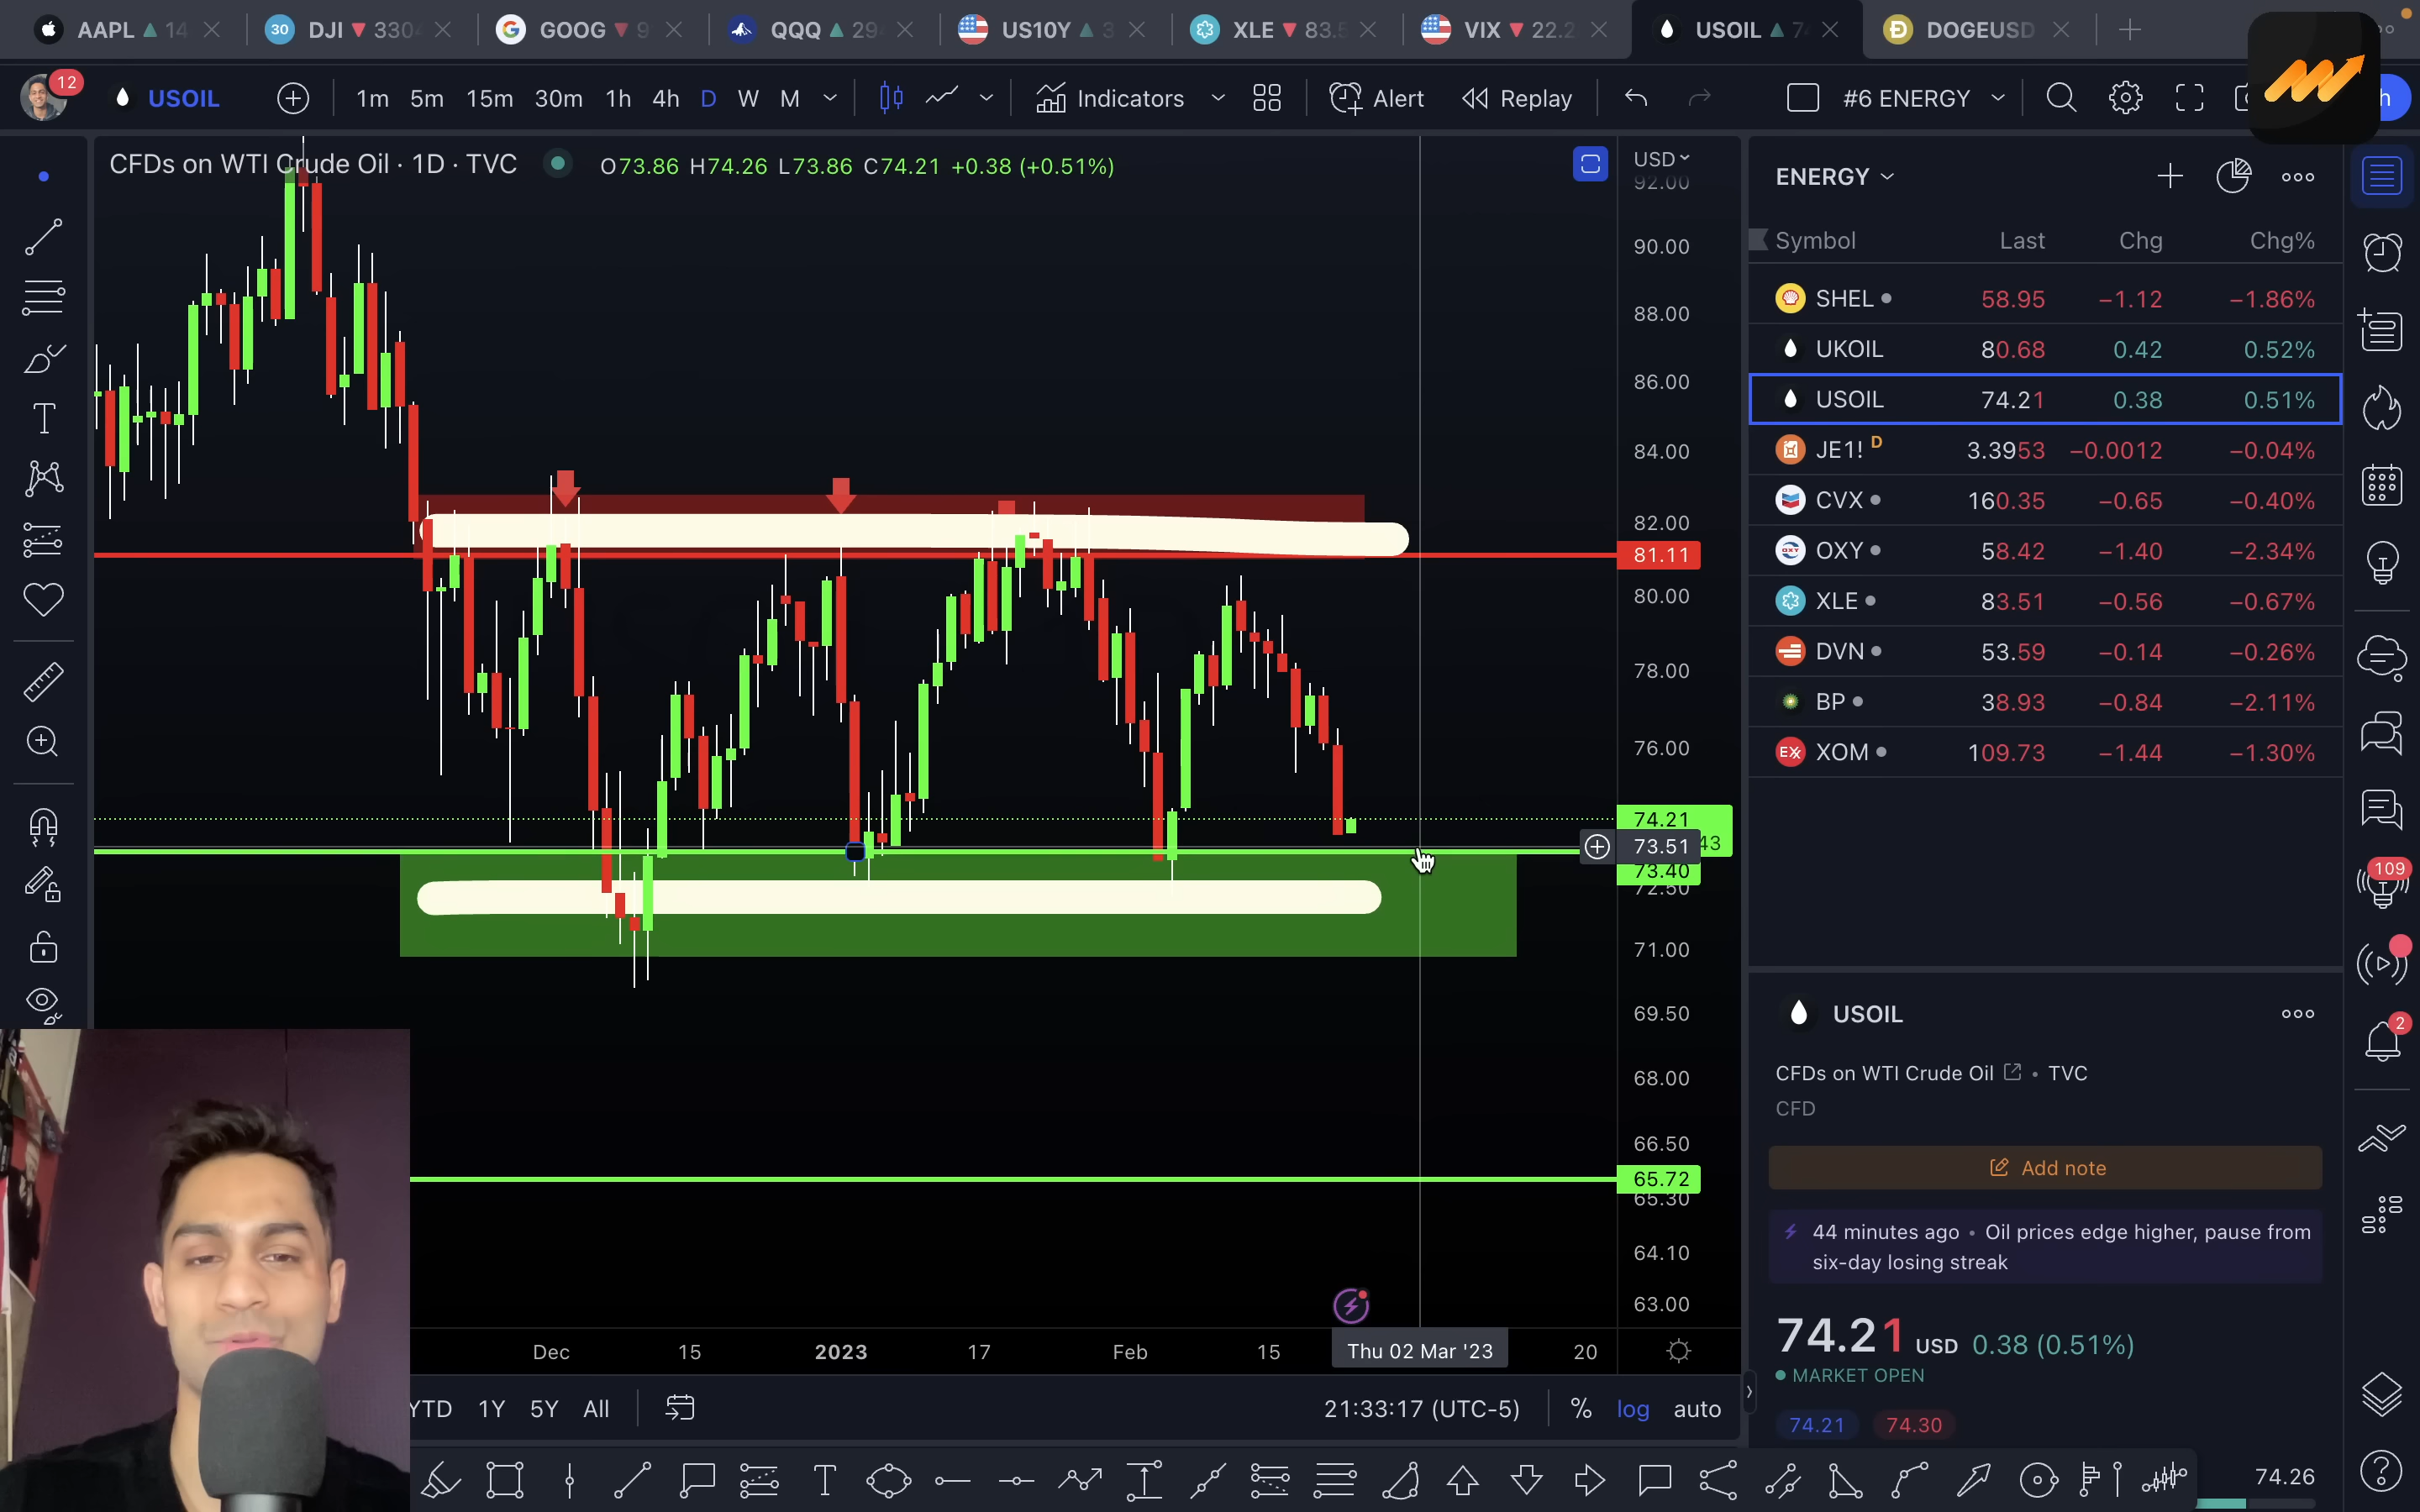 AAPL 14 DJI 3304 GOOG 9 QQQ 29 US10Y 3 XLE 83.5 VIX 22.2 USOIL 7 DOGEUSD
12 USOIL 1m 5m 15m 30m 1h 4h D W M Indicators Alert Replay #6 ENERGY h
CFDs on WTI Crude Oil · 1D · TVC O73.86 H74.26 L73.86 C74.21 +0.38 (+0.51%)
USD
92.00
90.00
88.00
86.00
84.00
82.00
81.11
80.00
78.00
76.00
74.21
73.51 43
73.40
72.50
71.00
69.50
68.00
66.50
65.72
65.30
64.10
63.00
Dec 15 2023 17 Feb 15 Thu 02 Mar '23 20
YTD 1Y 5Y All 21:33:17 (UTC-5) % log auto
ENERGY
Symbol Last Chg Chg%
SHEL 58.95 −1.12 −1.86%
UKOIL 80.68 0.42 0.52%
USOIL 74.21 0.38 0.51%
JE1! D 3.3953 −0.0012 −0.04%
CVX 160.35 −0.65 −0.40%
OXY 58.42 −1.40 −2.34%
XLE 83.51 −0.56 −0.67%
DVN 53.59 −0.14 −0.26%
BP 38.93 −0.84 −2.11%
XOM 109.73 −1.44 −1.30%
USOIL
CFDs on WTI Crude Oil • TVC
CFD
Add note
44 minutes ago • Oil prices edge higher, pause from
six-day losing streak
74.21 USD 0.38 (0.51%)
MARKET OPEN
74.21 74.30
74.26
109
2